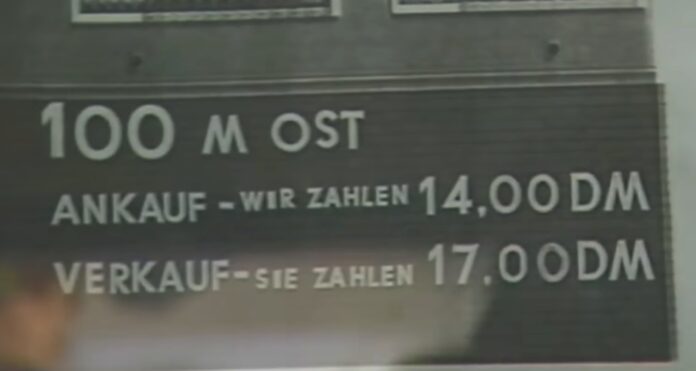 100 M OST
ANKAUF - WIR ZAHLEN 14,00 DM
VERKAUF - SIE ZAHLEN 17.00 DM